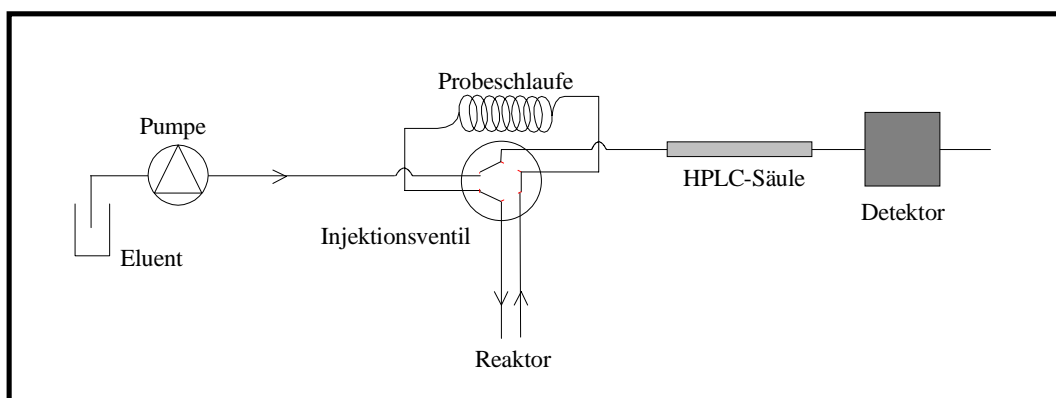 Probeschlaufe
Pumpe
HPLC-Säule
Injektionsventil
Detektor
Eluent
Reaktor